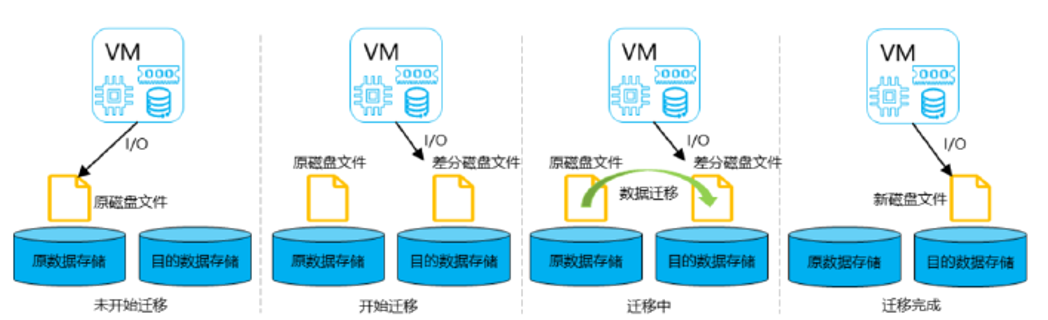 VM
I/O
原磁盘文件
原数据存储
目的数据存储
未开始迁移
VM
I/O
原磁盘文件
差分磁盘文件
原数据存储
目的数据存储
开始迁移
VM
I/O
原磁盘文件
差分磁盘文件
数据迁移
原数据存储
目的数据存储
迁移中
VM
I/O
新磁盘文件
原数据存储
目的数据存储
迁移完成